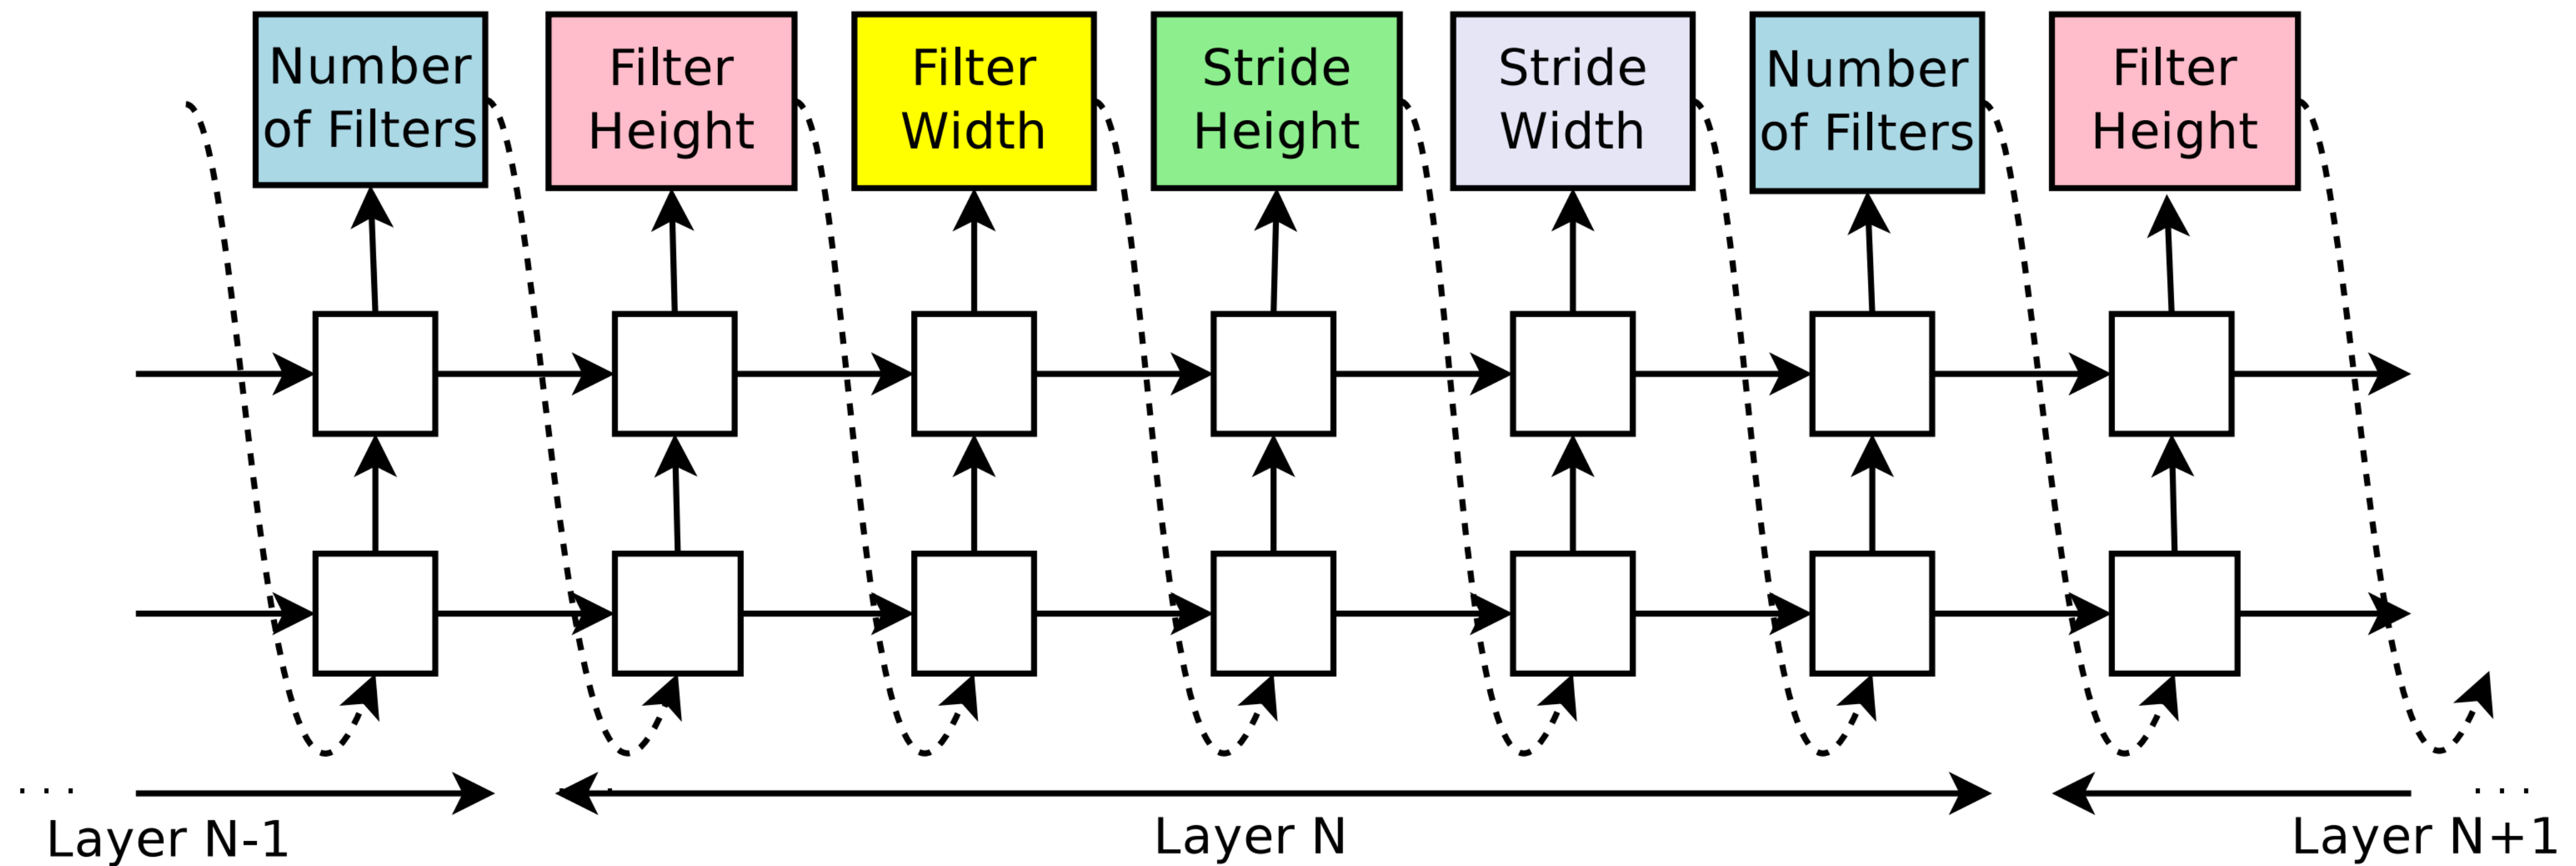 Number
of Filters
Filter
Height
Filter
Width
Stride
Height
Stride
Width
Number
of Filters
Filter
Height
. . .
Layer N-1
Layer N
. . .
Layer N+1